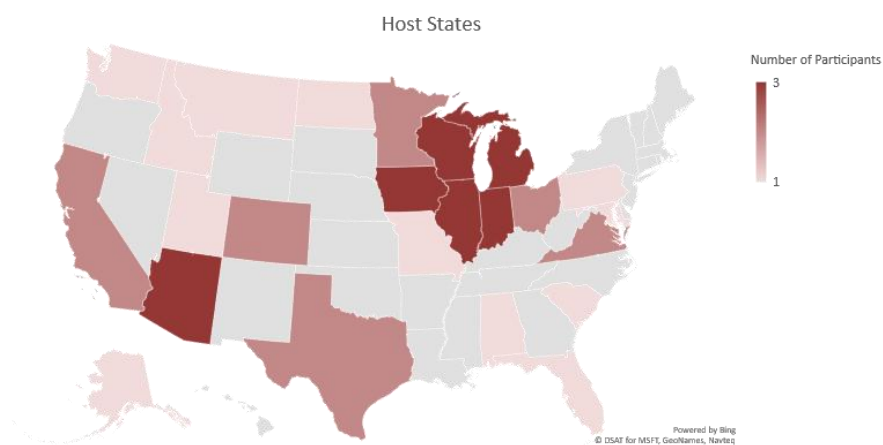 Host States
Number of Participants
3
1
Powered by Bing
© DSAT for MSFT, GeoNames, Navteq